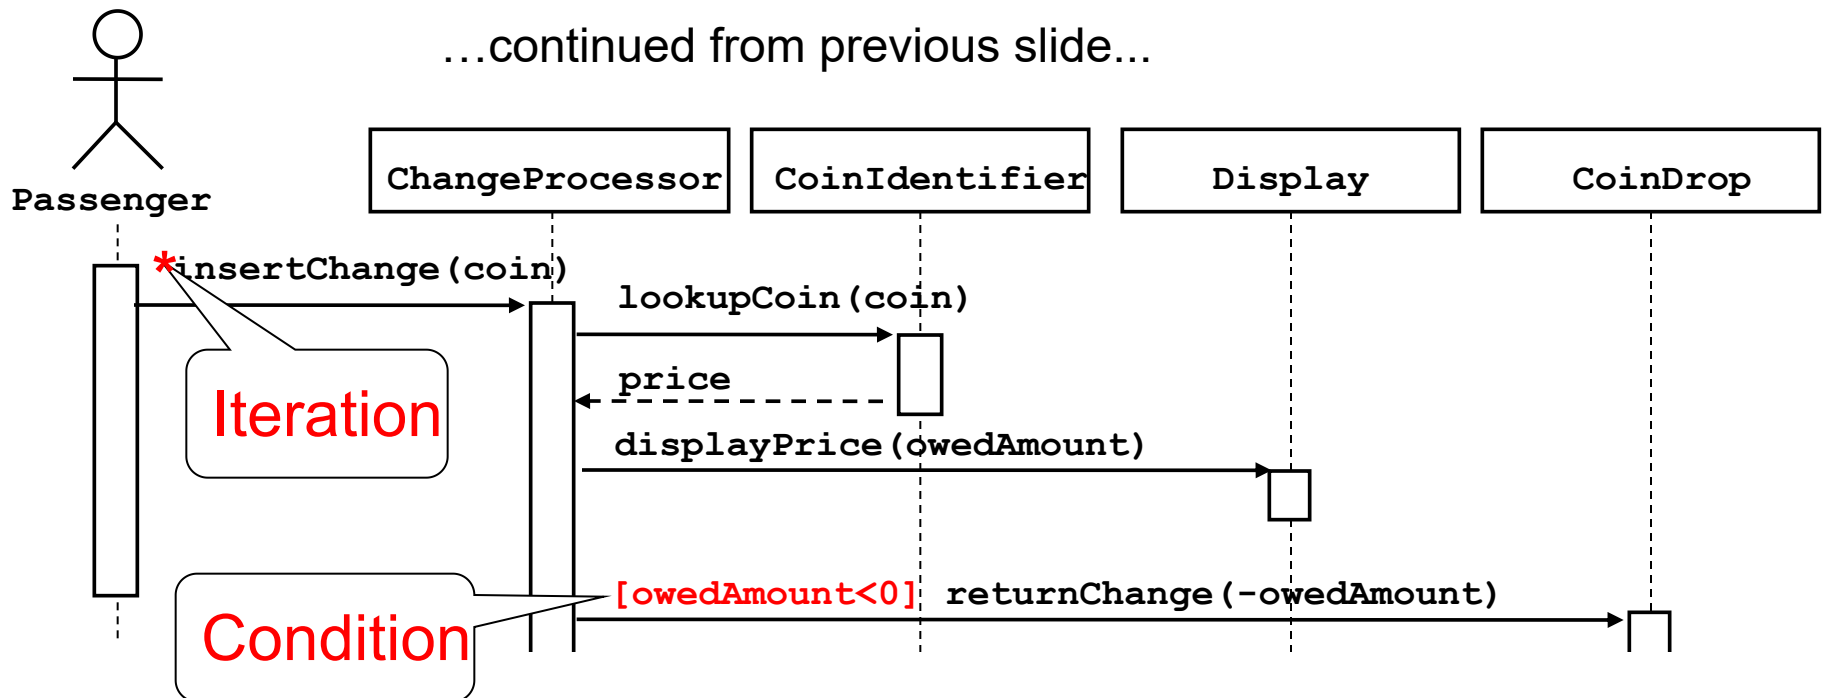 …continued from previous slide...
Passenger
ChangeProcessor
CoinIdentifier
Display
CoinDrop
*insertChange(coin)
lookupCoin(coin)
Iteration
price
displayPrice(owedAmount)
[owedAmount<0] returnChange(-owedAmount)
Condition